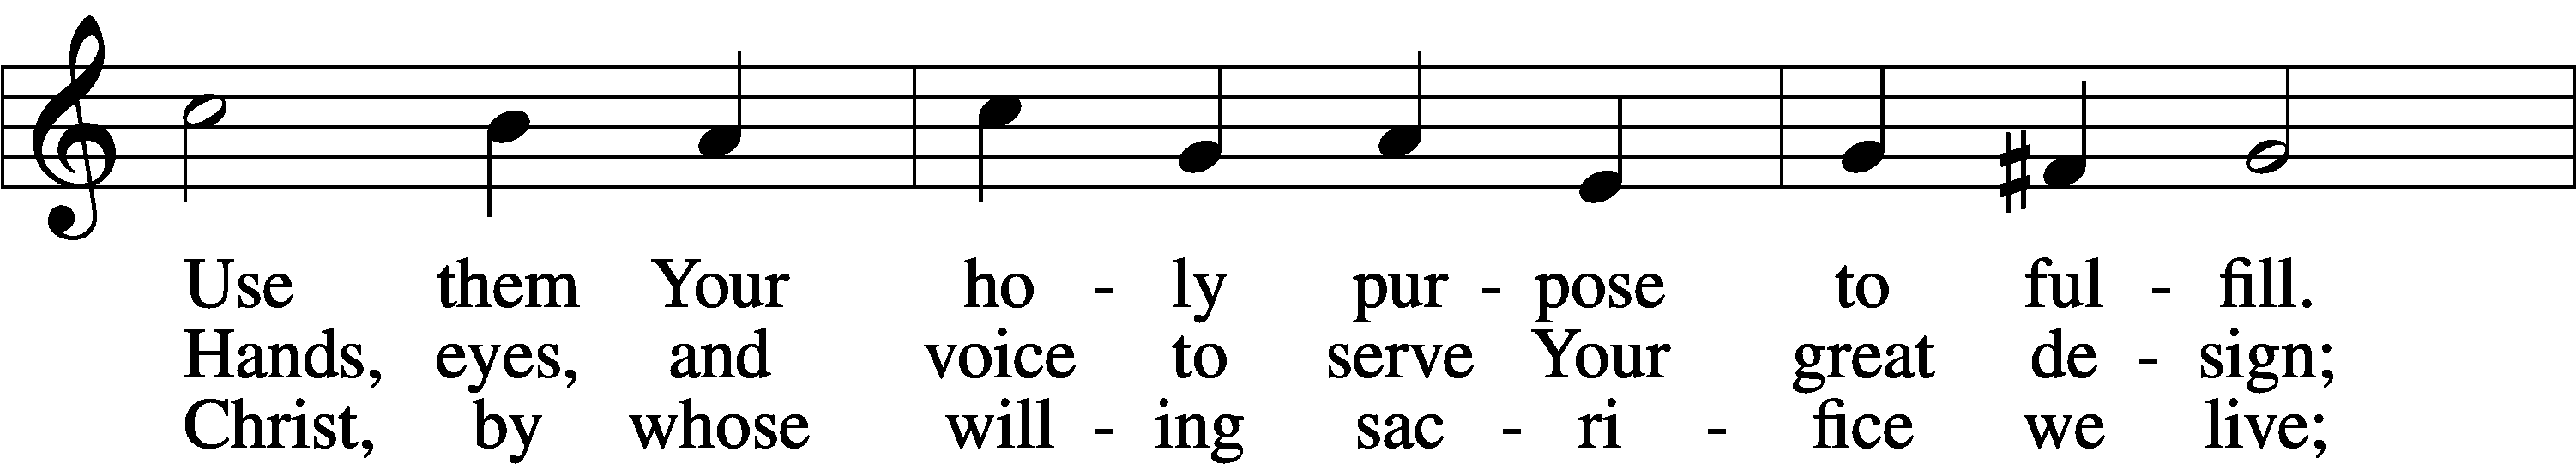 Use them Your ho - ly pur - pose to ful - fill.
Hands, eyes, and voice to serve Your great de - sign;
Christ, by whose will - ing sac - ri - fice we live;